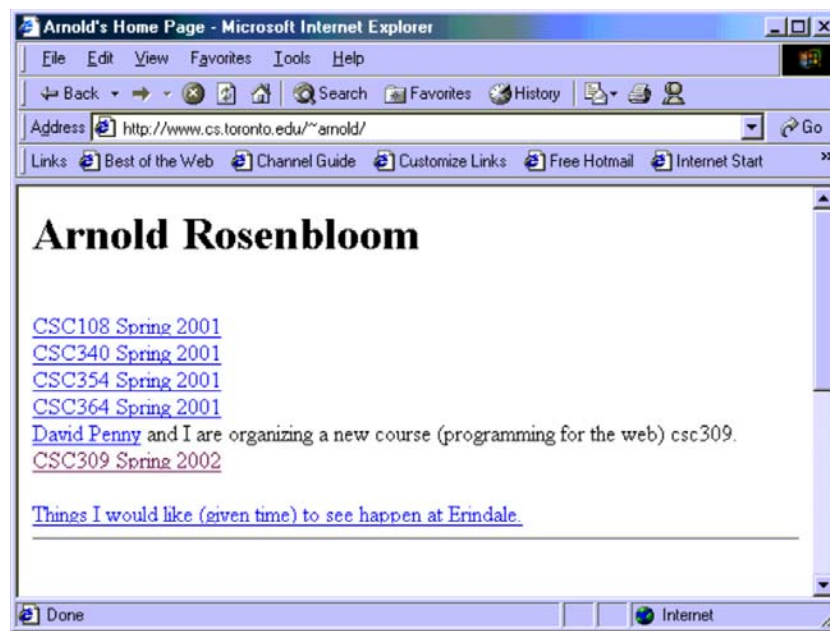 Arnold's Home Page - Microsoft Internet Explorer
File Edit View Favorites Tools Help
Back Search Favorites History
Address http://www.cs.toronto.edu/~arnold/ Go
Links Best of the Web Channel Guide Customize Links Free Hotmail Internet Start »
Arnold Rosenbloom
CSC108 Spring 2001
CSC340 Spring 2001
CSC354 Spring 2001
CSC364 Spring 2001
David Penny and I are organizing a new course (programming for the web) csc309.
CSC309 Spring 2002
Things I would like (given time) to see happen at Erindale.
Done Internet